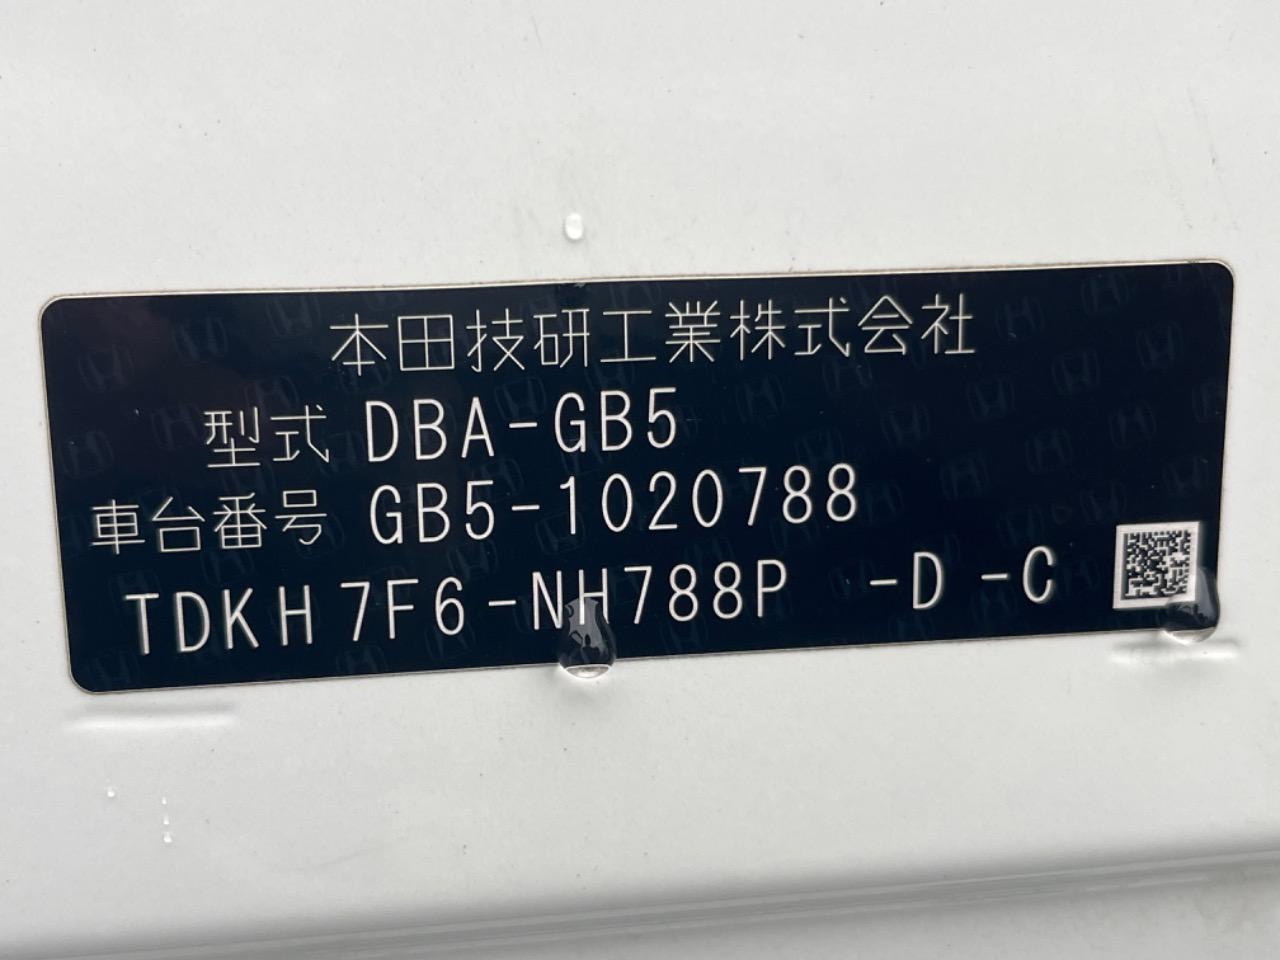 本田技研工業株式会社
型式 DBA-GB5
車台番号 GB5-1020788
TDKH7F6-NH788P -D -C